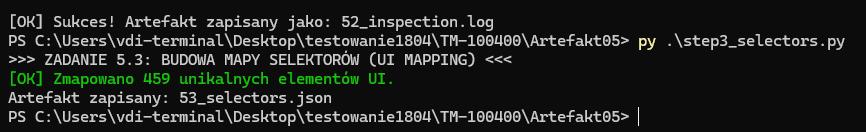 [OK] Sukces! Artefakt zapisany jako: 52_inspection.log
PS C:\Users\vdi-terminal\Desktop\testowanie1804\TM-100400\Artefakt05> py .\step3_selectors.py
>>> ZADANIE 5.3: BUDOWA MAPY SELEKTORÓW (UI MAPPING) <<<
[OK] Zmapowano 459 unikalnych elementów UI.
Artefakt zapisany: 53_selectors.json
PS C:\Users\vdi-terminal\Desktop\testowanie1804\TM-100400\Artefakt05>